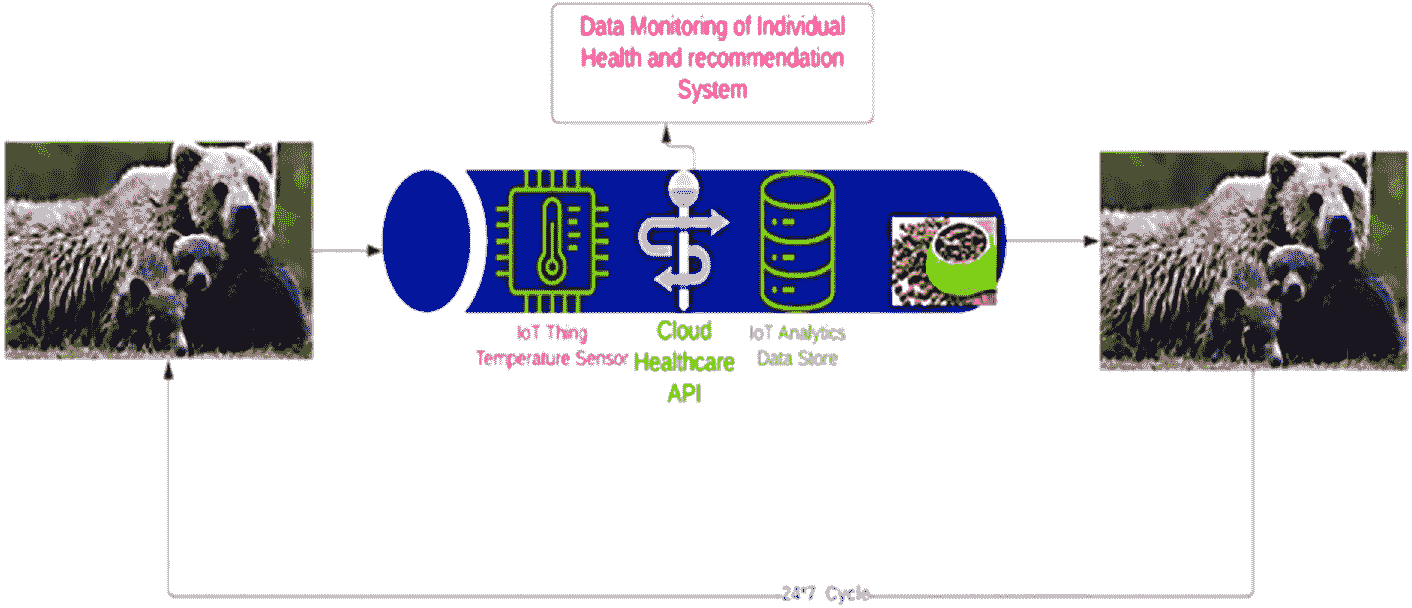 Data Monitoring of Individual
Health and recommendation
System
IoT Thing
Temperature Sensor
Cloud
Healthcare
API
IoT Analytics
Data Store
24*7 Cycle